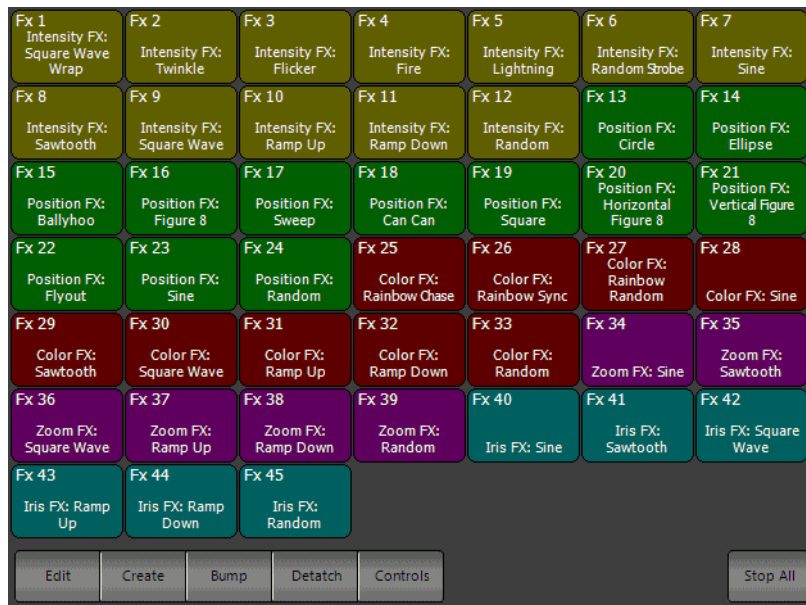 Fx 1
Intensity FX:
Square Wave
Wrap
Fx 2
Intensity FX:
Twinkle
Fx 3
Intensity FX:
Flicker
Fx 4
Intensity FX:
Fire
Fx 5
Intensity FX:
Lightning
Fx 6
Intensity FX:
Random Strobe
Fx 7
Intensity FX:
Sine
Fx 8
Intensity FX:
Sawtooth
Fx 9
Intensity FX:
Square Wave
Fx 10
Intensity FX:
Ramp Up
Fx 11
Intensity FX:
Ramp Down
Fx 12
Intensity FX:
Random
Fx 13
Position FX:
Circle
Fx 14
Position FX:
Ellipse
Fx 15
Position FX:
Ballyhoo
Fx 16
Position FX:
Figure 8
Fx 17
Position FX:
Sweep
Fx 18
Position FX:
Can Can
Fx 19
Position FX:
Square
Fx 20
Position FX:
Horizontal
Figure 8
Fx 21
Position FX:
Vertical Figure
8
Fx 22
Position FX:
Flyout
Fx 23
Position FX:
Sine
Fx 24
Position FX:
Random
Fx 25
Color FX:
Rainbow Chase
Fx 26
Color FX:
Rainbow Sync
Fx 27
Color FX:
Rainbow
Random
Fx 28
Color FX: Sine
Fx 29
Color FX:
Sawtooth
Fx 30
Color FX:
Square Wave
Fx 31
Color FX:
Ramp Up
Fx 32
Color FX:
Ramp Down
Fx 33
Color FX:
Random
Fx 34
Zoom FX: Sine
Fx 35
Zoom FX:
Sawtooth
Fx 36
Zoom FX:
Square Wave
Fx 37
Zoom FX:
Ramp Up
Fx 38
Zoom FX:
Ramp Down
Fx 39
Zoom FX:
Random
Fx 40
Iris FX: Sine
Fx 41
Iris FX:
Sawtooth
Fx 42
Iris FX: Square
Wave
Fx 43
Iris FX: Ramp
Up
Fx 44
Iris FX: Ramp
Down
Fx 45
Iris FX:
Random
Edit
Create
Bump
Detatch
Controls
Stop All